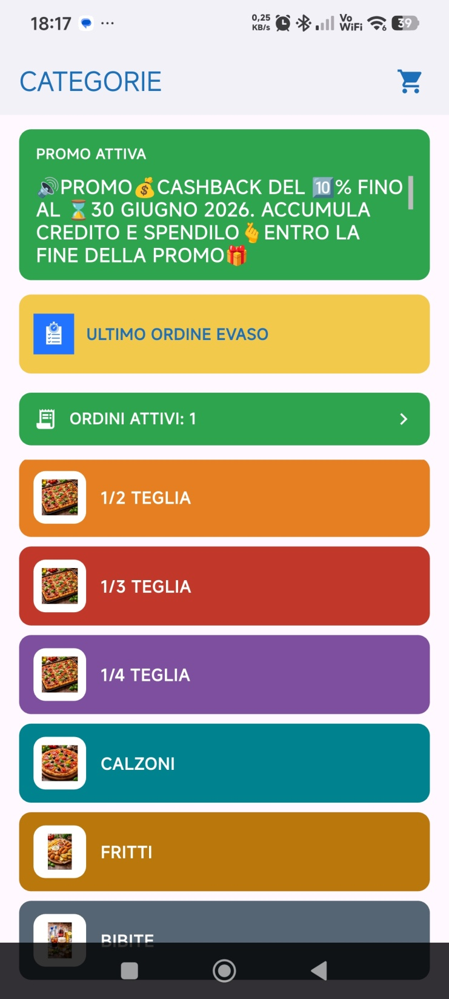 18:17
0,25
KB/s
Vo
WiFi
6
39
CATEGORIE
PROMO ATTIVA
🔊PROMO💰CASHBACK DEL 🔟% FINO
AL ⌛30 GIUGNO 2026. ACCUMULA
CREDITO E SPENDILO🫰ENTRO LA
FINE DELLA PROMO🎁
ULTIMO ORDINE EVASO
ORDINI ATTIVI: 1
1/2 TEGLIA
1/3 TEGLIA
1/4 TEGLIA
CALZONI
FRITTI
BIBITE